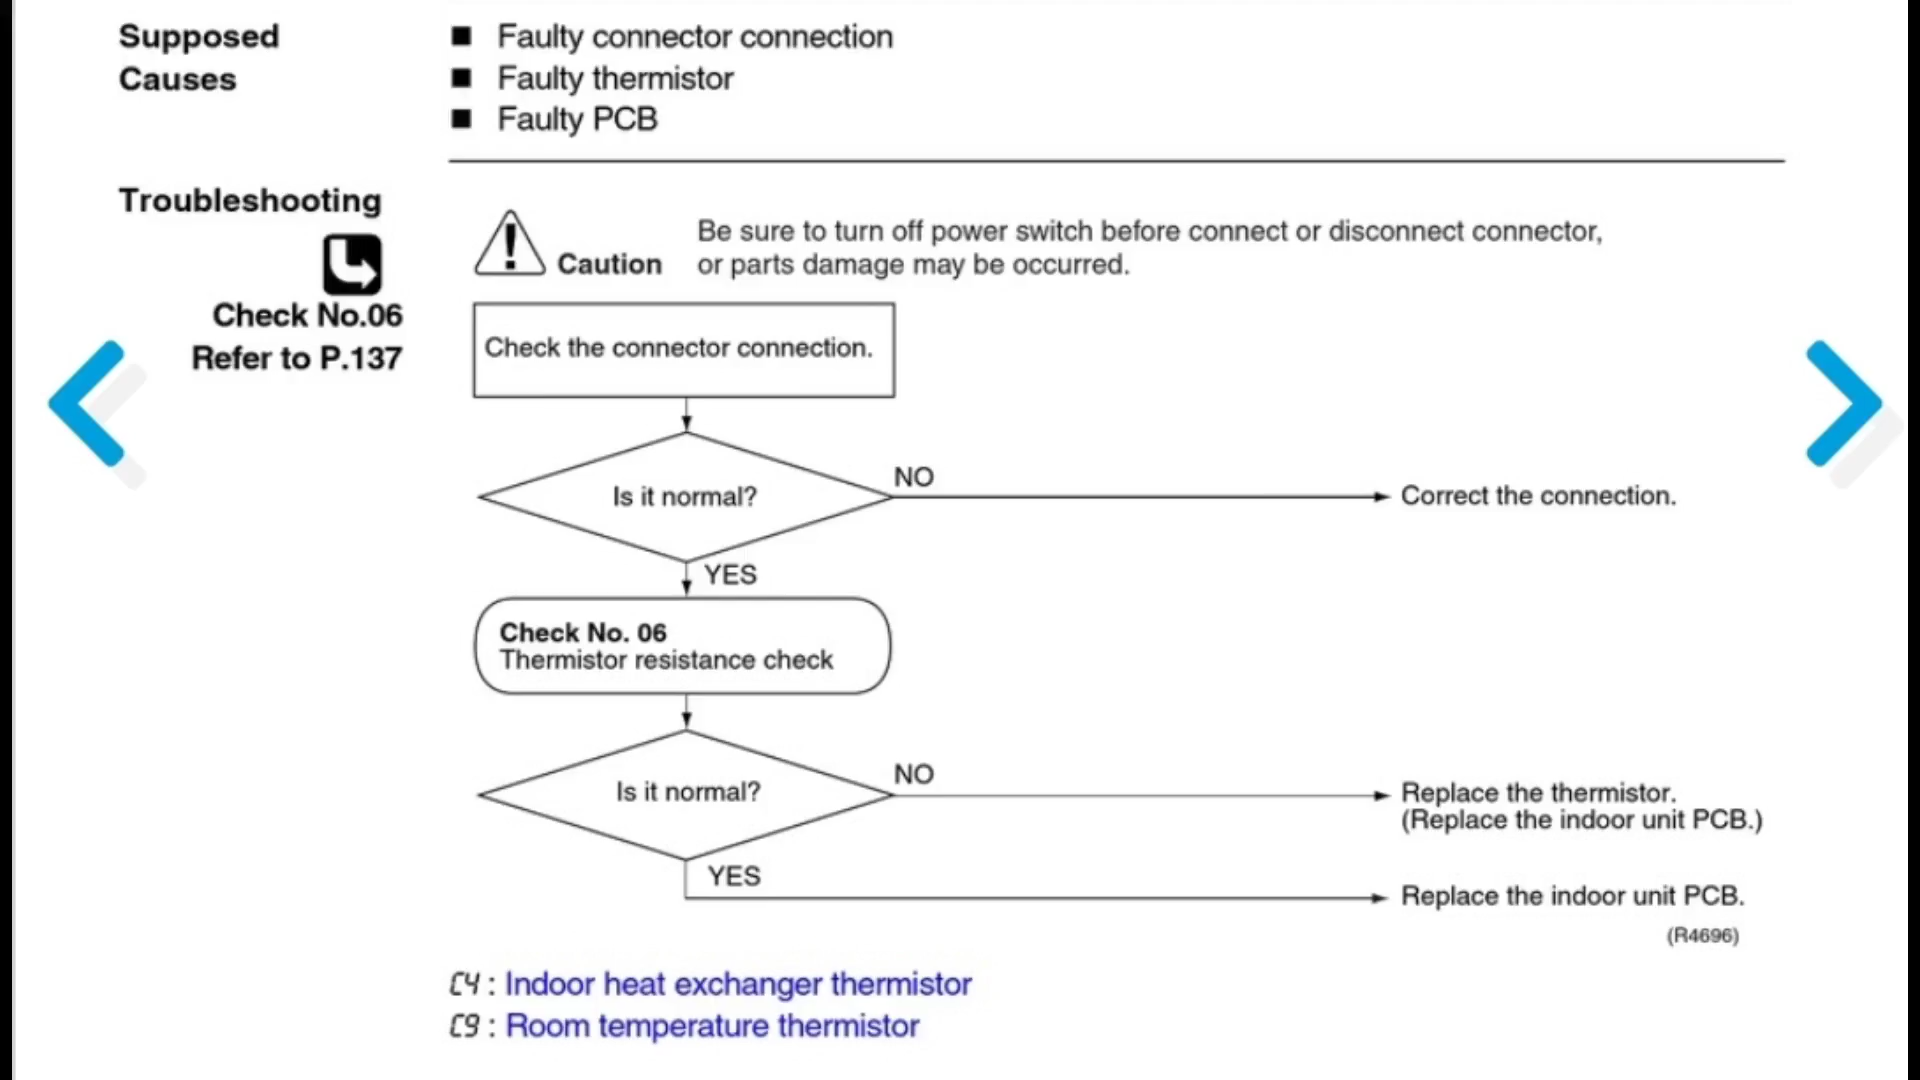 Supposed
Causes
■ Faulty connector connection
■ Faulty thermistor
■ Faulty PCB
Troubleshooting
Check No.06
Refer to P.137
Caution
Be sure to turn off power switch before connect or disconnect connector,
or parts damage may be occurred.
Check the connector connection.
Is it normal?
NO
Correct the connection.
YES
Check No. 06
Thermistor resistance check
Is it normal?
NO
Replace the thermistor.
(Replace the indoor unit PCB.)
YES
Replace the indoor unit PCB.
(R4696)
C4 : Indoor heat exchanger thermistor
C9 : Room temperature thermistor